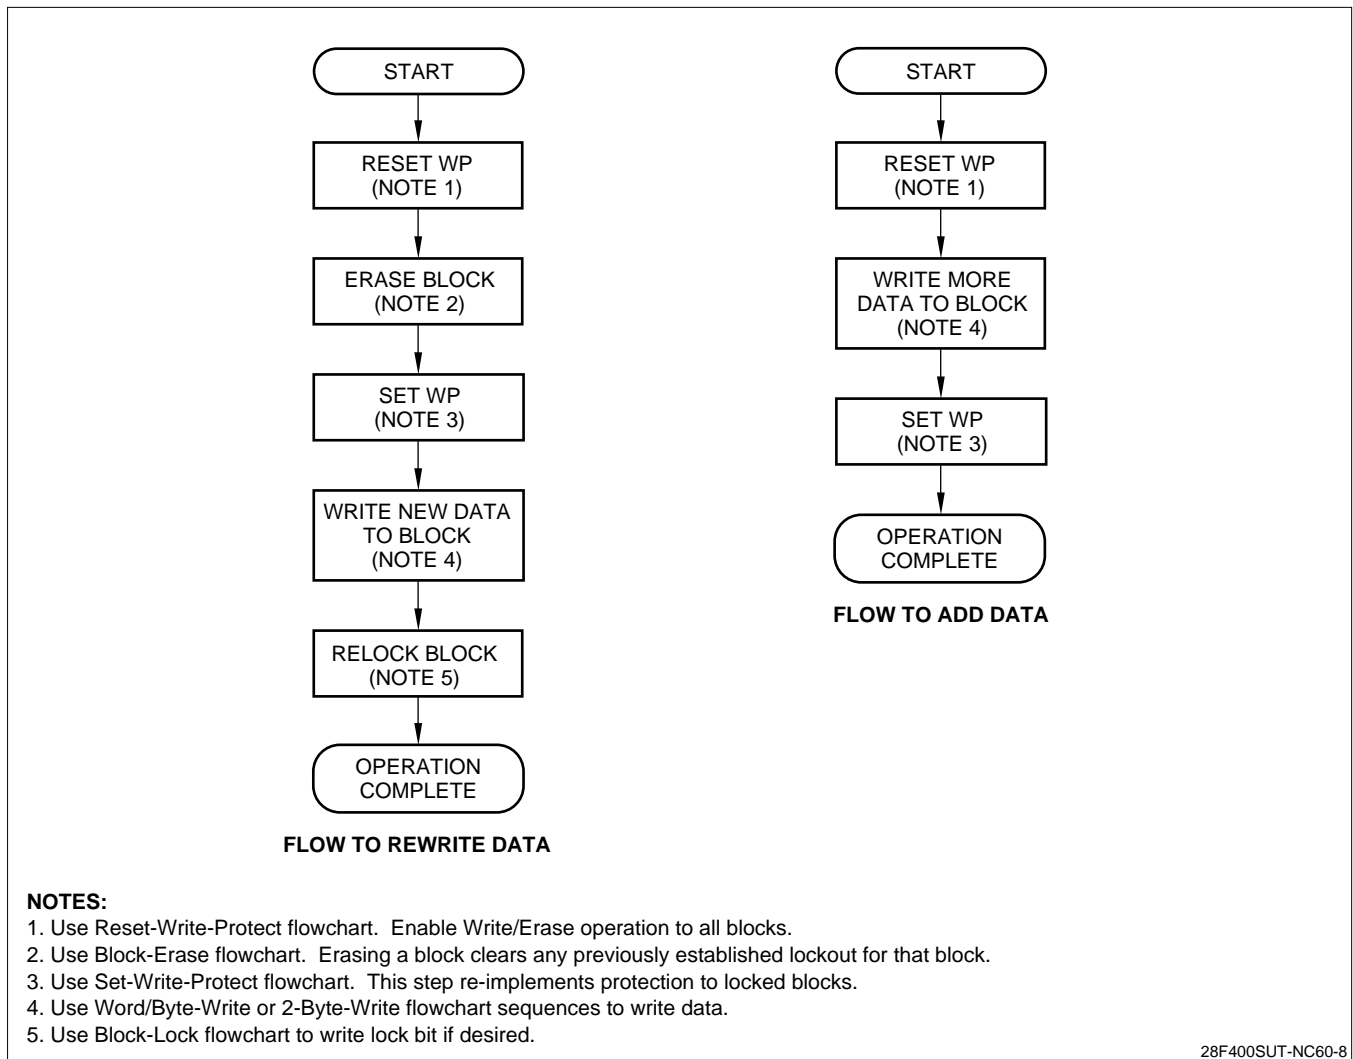 START
RESET WP
(NOTE 1)
ERASE BLOCK
(NOTE 2)
SET WP
(NOTE 3)
WRITE NEW DATA
TO BLOCK
(NOTE 4)
RELOCK BLOCK
(NOTE 5)
OPERATION
COMPLETE
FLOW TO REWRITE DATA
START
RESET WP
(NOTE 1)
WRITE MORE
DATA TO BLOCK
(NOTE 4)
SET WP
(NOTE 3)
OPERATION
COMPLETE
FLOW TO ADD DATA
NOTES:
1. Use Reset-Write-Protect flowchart.  Enable Write/Erase operation to all blocks.
2. Use Block-Erase flowchart.  Erasing a block clears any previously established lockout for that block.
3. Use Set-Write-Protect flowchart.  This step re-implements protection to locked blocks.
4. Use Word/Byte-Write or 2-Byte-Write flowchart sequences to write data.
5. Use Block-Lock flowchart to write lock bit if desired.
28F400SUT-NC60-8